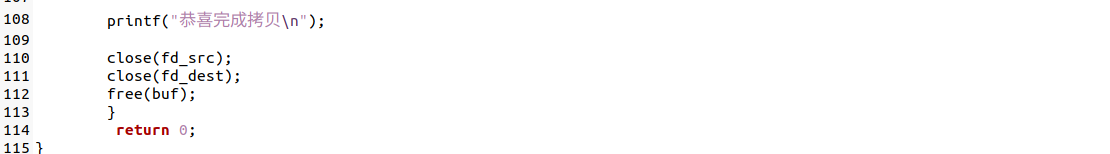 108 printf("恭喜完成拷贝\n");
109
110 close(fd_src);
111 close(fd_dest);
112 free(buf);
113 }
114 return 0;
115 }